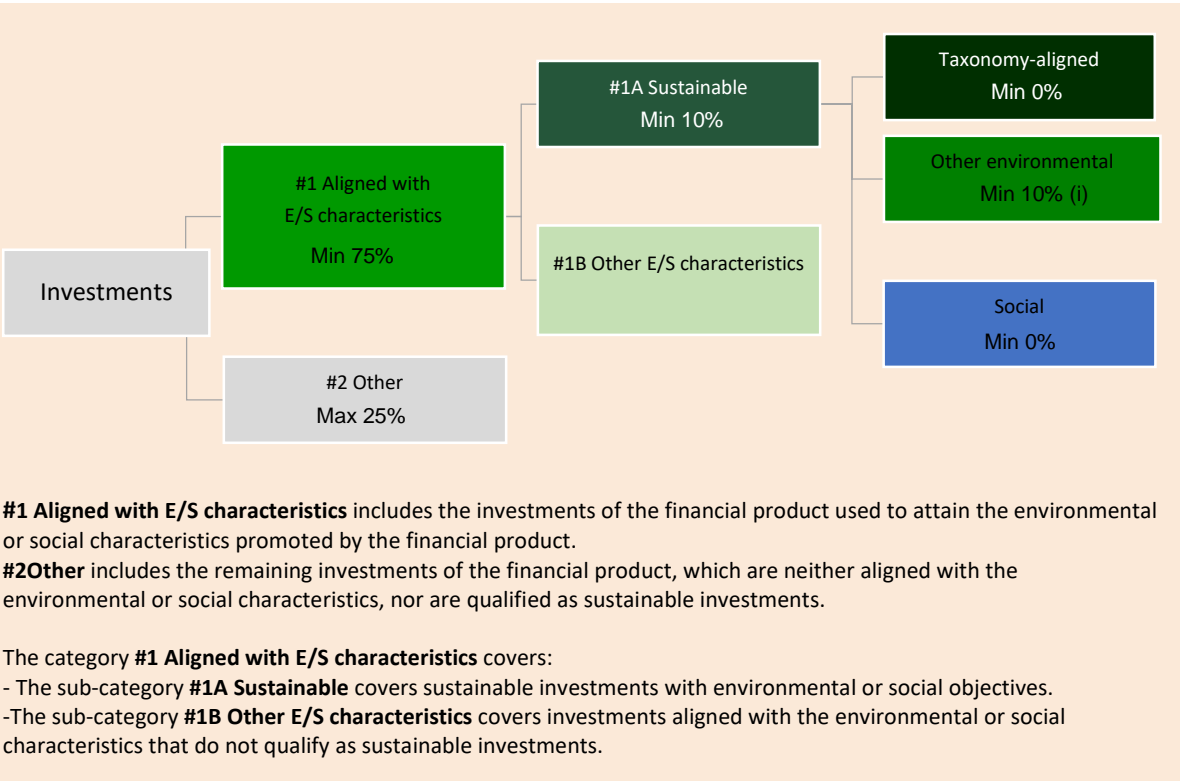 Investments
#1 Aligned with
E/S characteristics
Min 75%
#2 Other
Max 25%
#1A Sustainable
Min 10%
#1B Other E/S characteristics
Taxonomy-aligned
Min 0%
Other environmental
Min 10% (i)
Social
Min 0%
#1 Aligned with E/S characteristics includes the investments of the financial product used to attain the environmental
or social characteristics promoted by the financial product.
#2Other includes the remaining investments of the financial product, which are neither aligned with the
environmental or social characteristics, nor are qualified as sustainable investments.
The category #1 Aligned with E/S characteristics covers:
- The sub-category #1A Sustainable covers sustainable investments with environmental or social objectives.
-The sub-category #1B Other E/S characteristics covers investments aligned with the environmental or social
characteristics that do not qualify as sustainable investments.